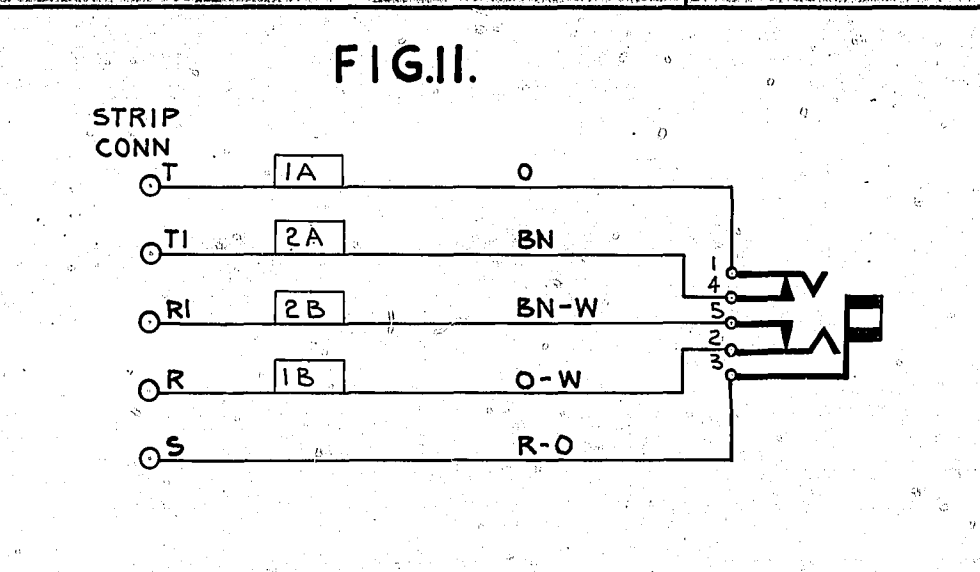 FIG.11.
STRIP
CONN
T 1A O
T1 2A BN
R1 2B BN-W
R 1B O-W
S R-O
1
4
5
2
3